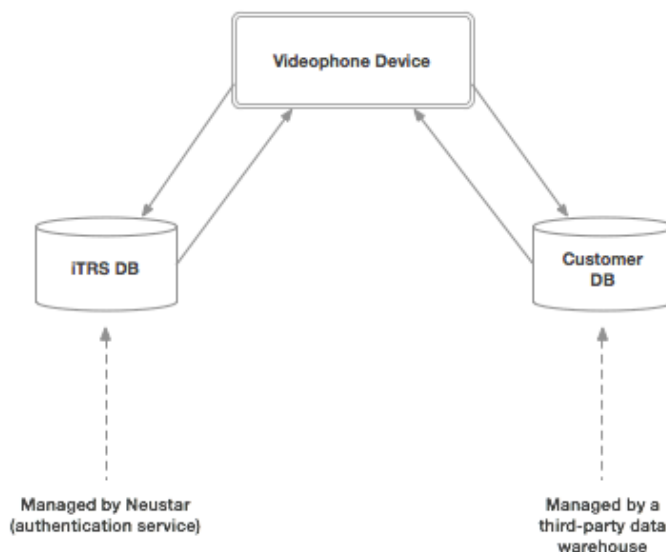 Videophone Device
iTRS DB
Customer
DB
Managed by Neustar
(authentication service)
Managed by a
third-party data
warehouse